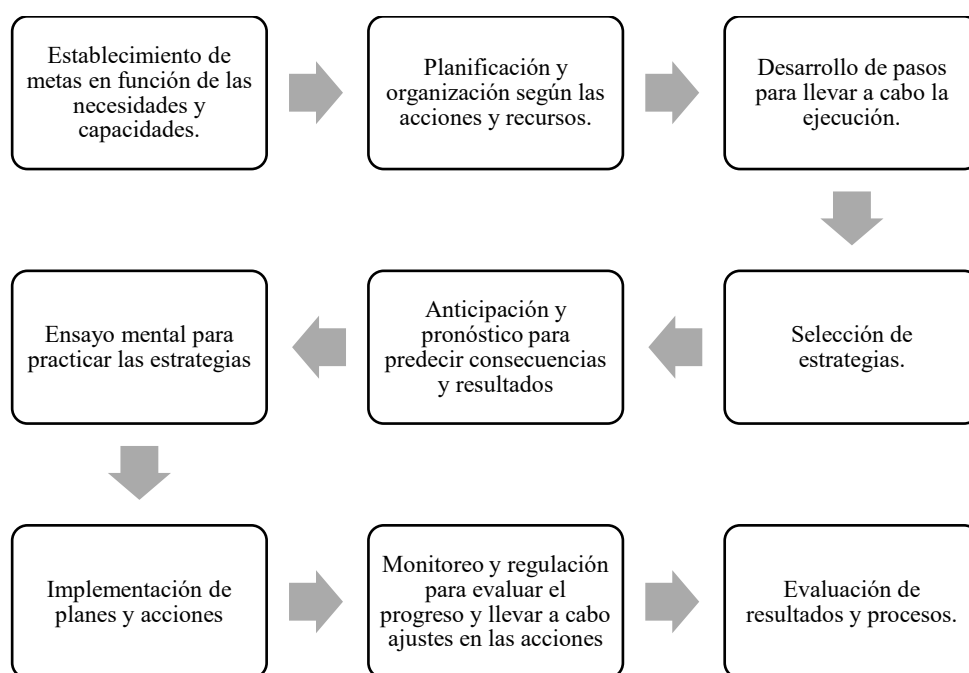 Establecimiento de
metas en función de las
necesidades y
capacidades.
Planificación y
organización según las
acciones y recursos.
Desarrollo de pasos
para llevar a cabo la
ejecución.
Selección de
estrategias.
Anticipación y
pronóstico para
predecir consecuencias
y resultados
Ensayo mental para
practicar las estrategias
Implementación de
planes y acciones
Monitoreo y regulación
para evaluar el
progreso y llevar a cabo
ajustes en las acciones
Evaluación de
resultados y procesos.